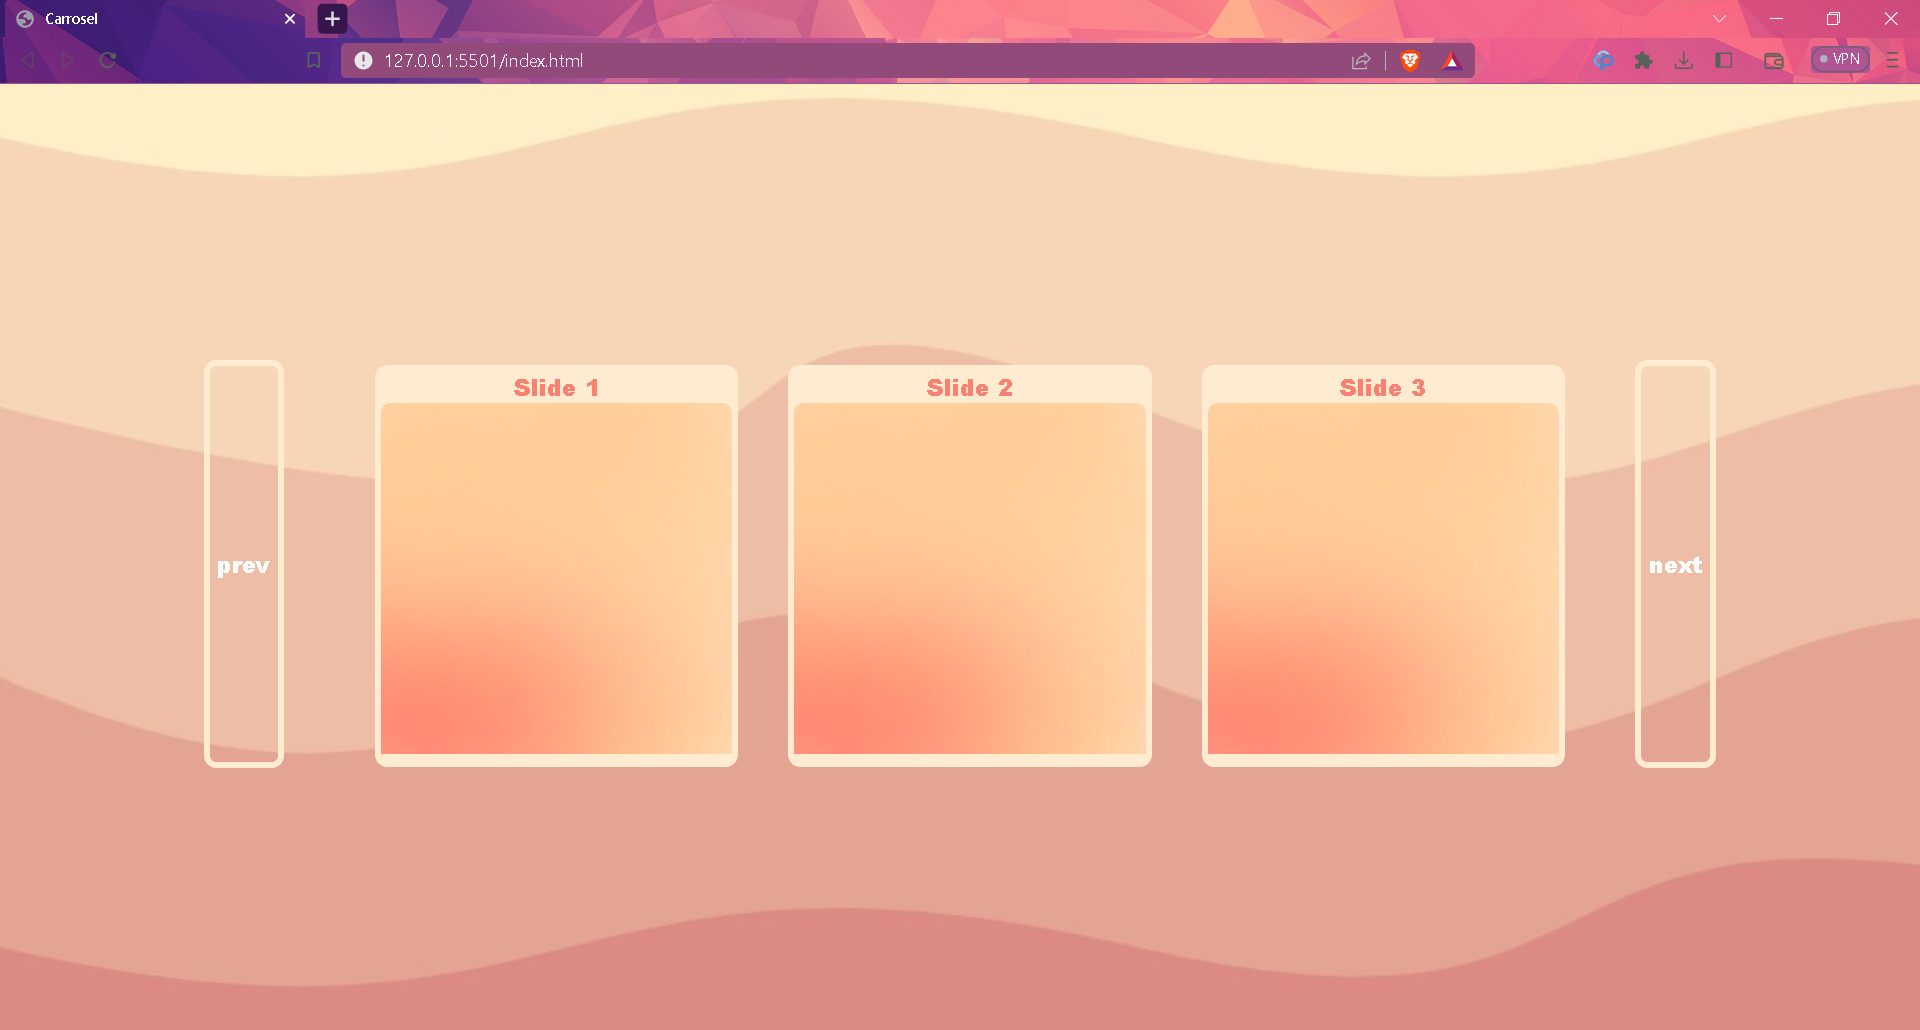 Carrosel
127.0.0.1:5501/index.html
VPN
Slide 1
Slide 2
Slide 3
prev
next